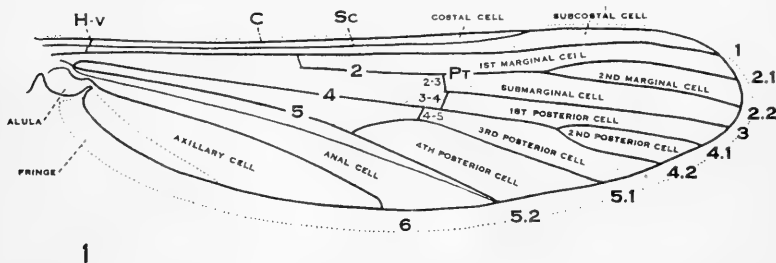 H-v C Sc COSTAL CELL SUBCOSTAL CELL
1ST MARGINAL CELL 1
2 PT 2ND MARGINAL CELL 2.1
2-3 SUBMARGINAL CELL
4 3-4 2.2
4-5 1ST POSTERIOR CELL
5 3
ALULA 3RD POSTERIOR CELL 2ND POSTERIOR CELL 4.1
AXILLARY CELL ANAL CELL 4TH POSTERIOR CELL 4.2
FRINGE 5.1
6 5.2
1